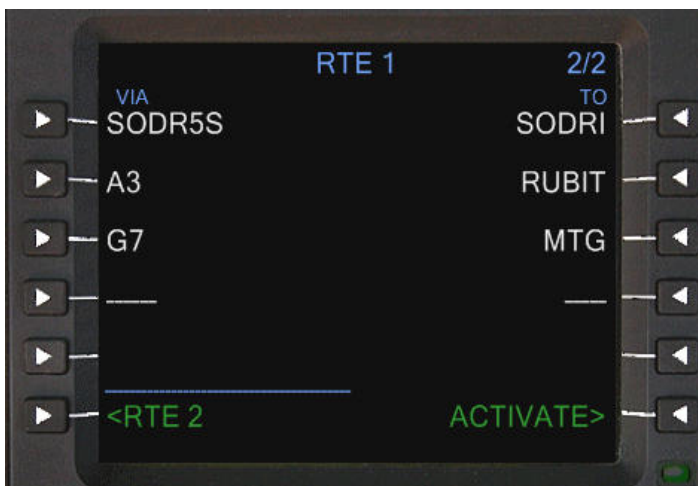 RTE 1 2/2
VIA TO
SODR5S SODRI
A3 RUBIT
G7 MTG
----- ----
<RTE 2 ACTIVATE>